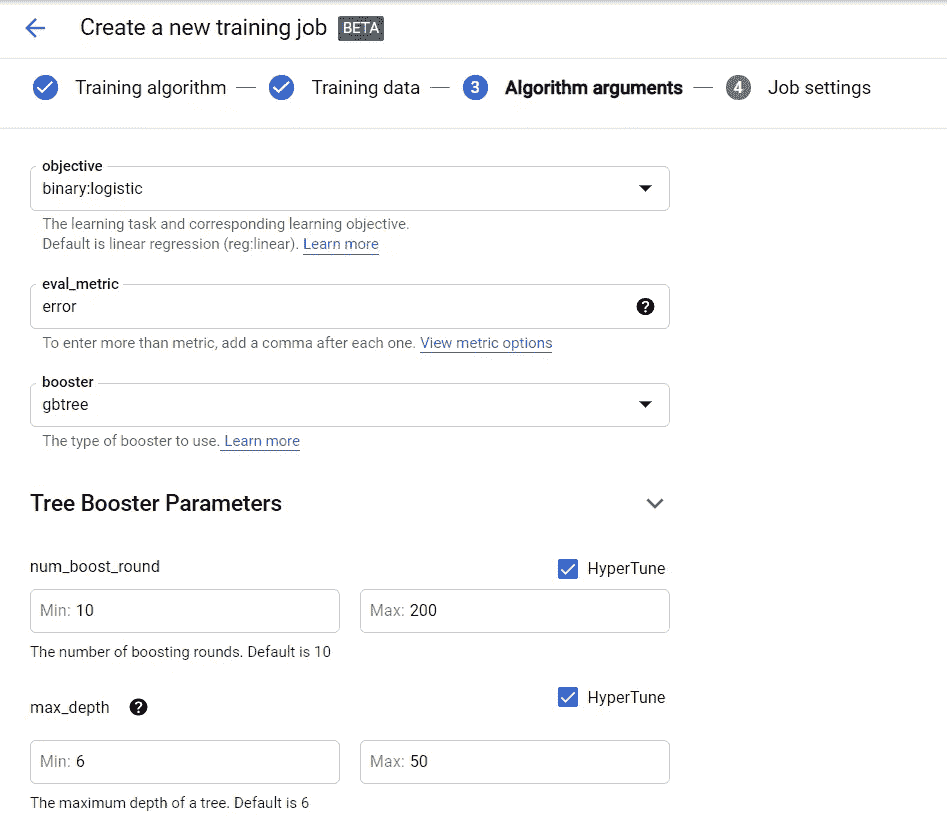 Create a new training job BETA
Training algorithm Training data 3 Algorithm arguments 4 Job settings
objective
binary:logistic
The learning task and corresponding learning objective.
Default is linear regression (reg:linear). Learn more
eval_metric
error
?
To enter more than metric, add a comma after each one. View metric options
booster
gbtree
The type of booster to use. Learn more
Tree Booster Parameters
num_boost_round HyperTune
Min: 10 Max: 200
The number of boosting rounds. Default is 10
max_depth ? HyperTune
Min: 6 Max: 50
The maximum depth of a tree. Default is 6